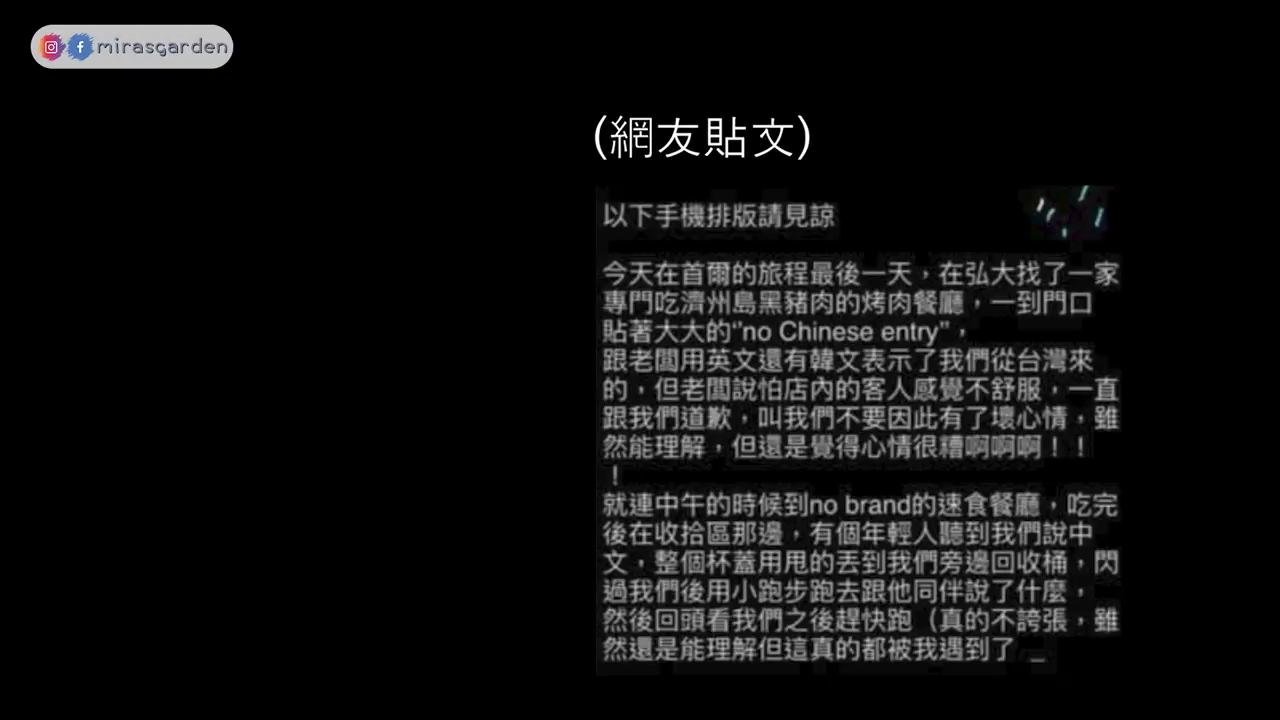 mirasgarden
(網友貼文)
以下手機排版請見諒
今天在首爾的旅程最後一天，在弘大找了一家
專門吃濟州島黑豬肉的烤肉餐廳，一到門口
貼著大大的“no Chinese entry”，
跟老闆用英文還有韓文表示了我們從台灣來
的，但老闆說怕店內的客人感覺不舒服，一直
跟我們道歉，叫我們不要因此有了壞心情，雖
然能理解，但還是覺得心情很糟啊啊啊！！
！
就連中午的時候到no brand的速食餐廳，吃完
後在收拾區那邊，有個年輕人聽到我們說中
文，整個杯蓋用甩的丟到我們旁邊回收桶，閃
過我們後用小跑步跑去跟他同伴說了什麼，
然後回頭看我們之後趕快跑（真的不誇張，雖
然還是能理解但這真的都被我遇到了 _